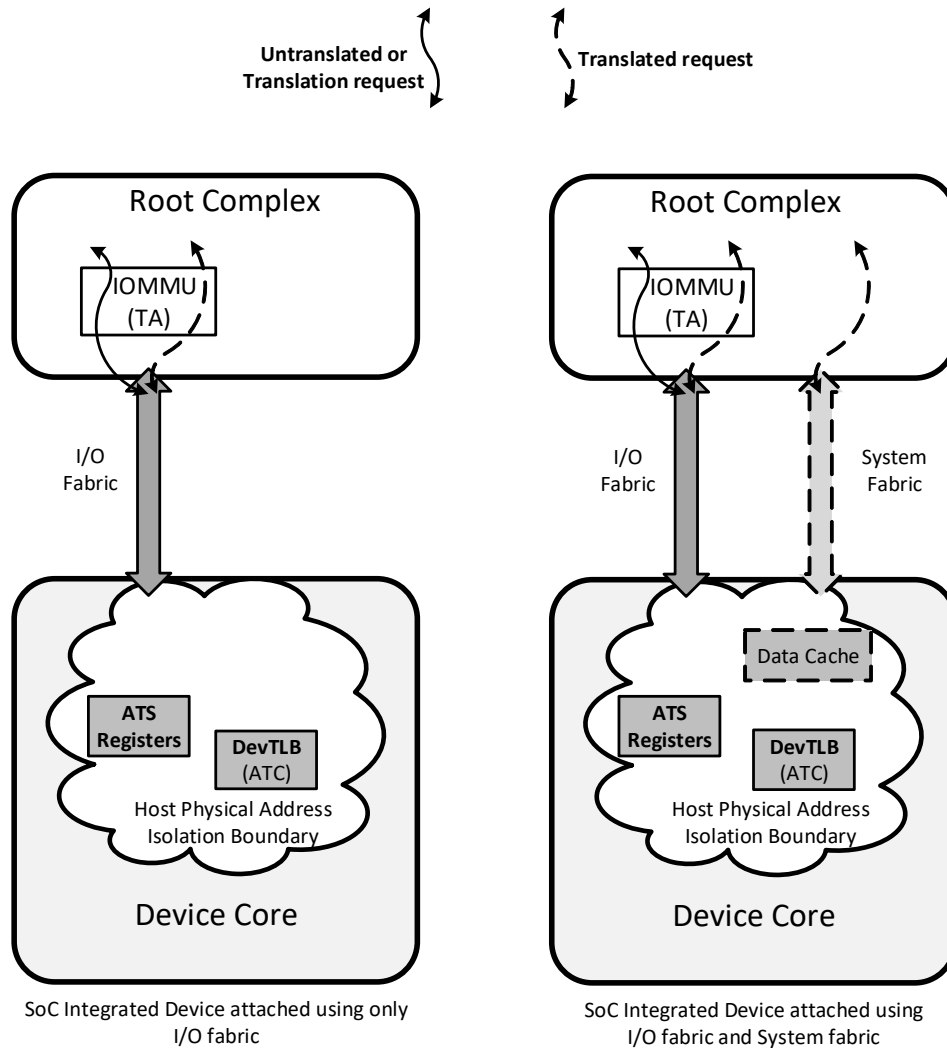 Untranslated or
Translation request
Translated request
Root Complex
IOMMU
(TA)
I/O
Fabric
ATS
Registers
DevTLB
(ATC)
Host Physical Address
Isolation Boundary
Device Core
SoC Integrated Device attached using only
I/O fabric
Root Complex
IOMMU
(TA)
I/O
Fabric
System
Fabric
Data Cache
ATS
Registers
DevTLB
(ATC)
Host Physical Address
Isolation Boundary
Device Core
SoC Integrated Device attached using
I/O fabric and System fabric